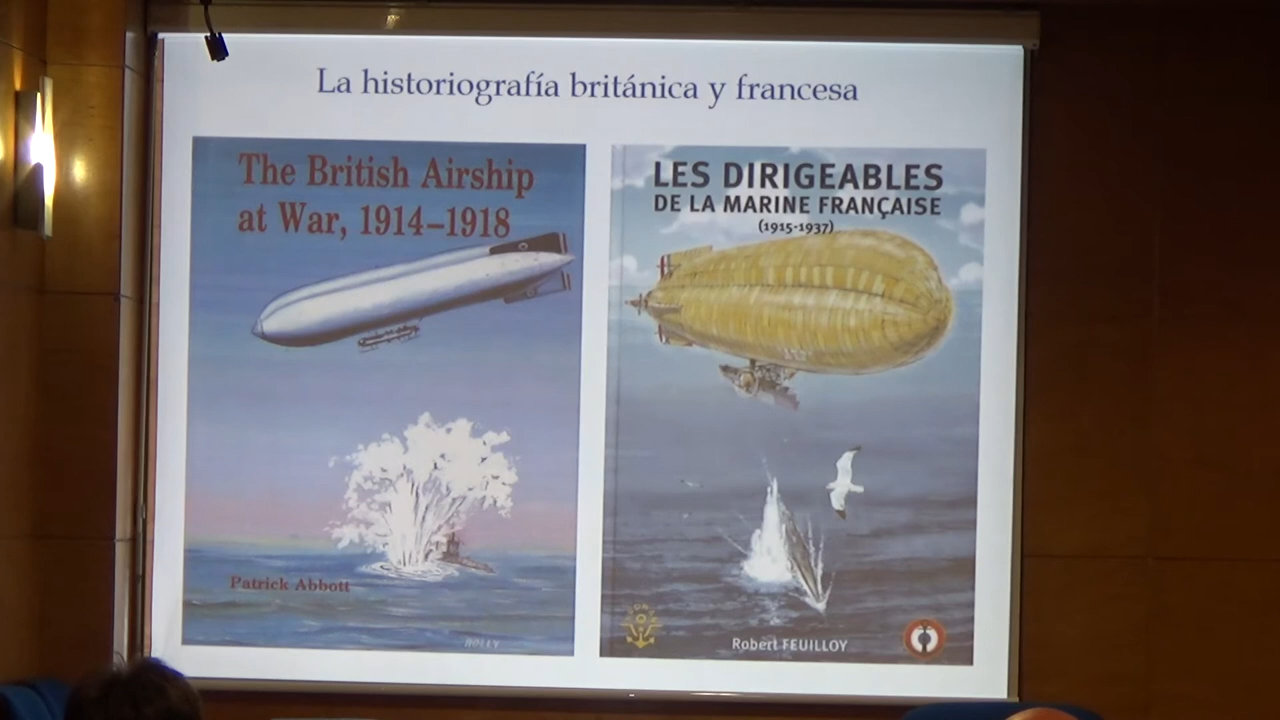 La historiografía británica y francesa
The British Airship
at War, 1914–1918
Patrick Abbott
LES DIRIGEABLES
DE LA MARINE FRANÇAISE
(1915-1937)
Robert FEUILLOY